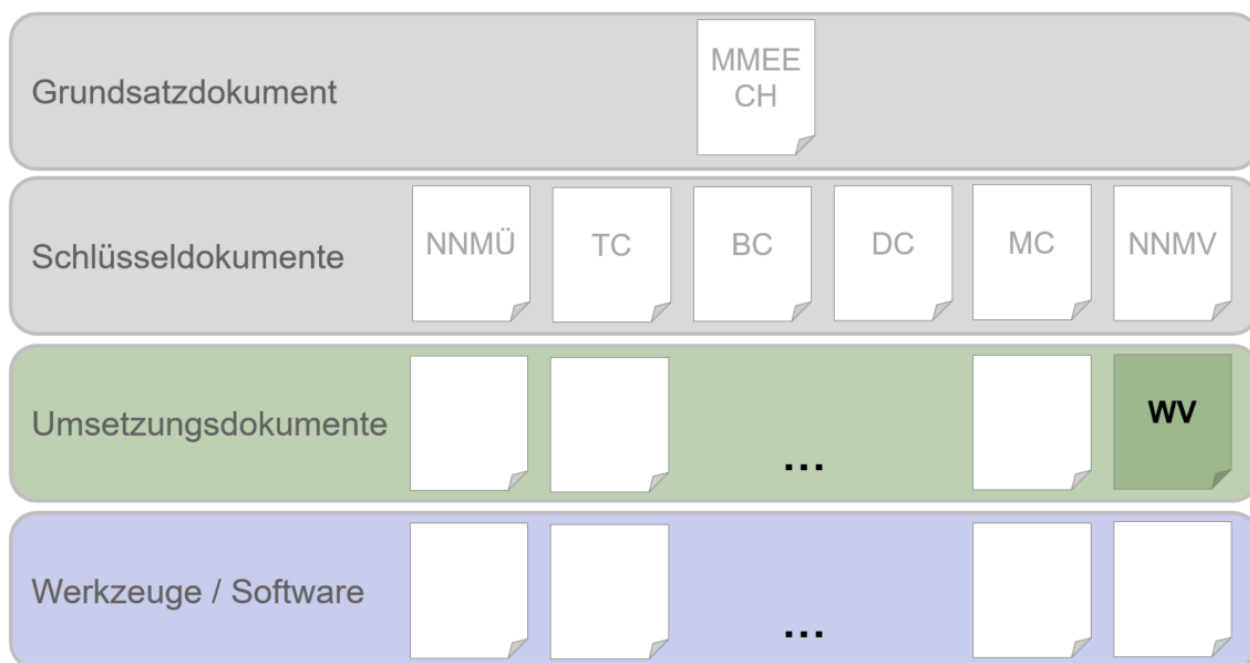 Grundsatzdokument
MMEE
CH
Schlüsseldokumente
NNMÜ
TC
BC
DC
MC
NNMV
Umsetzungsdokumente
...
WV
Werkzeuge / Software
...